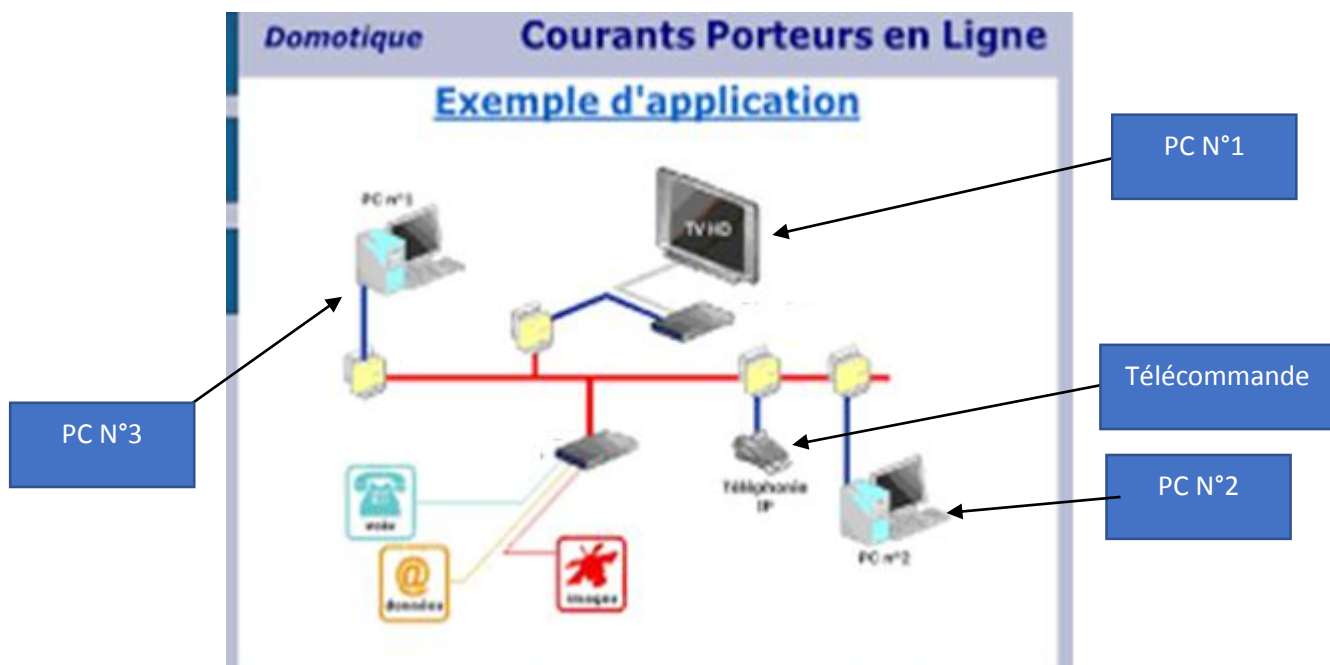 Domotique Courants Porteurs en Ligne
Exemple d'application
PC N°1
PC n°1
TV HD
Télécommande
PC N°3
PC N°2
Téléphonie
IP
voix
PC n°2
@
données
images